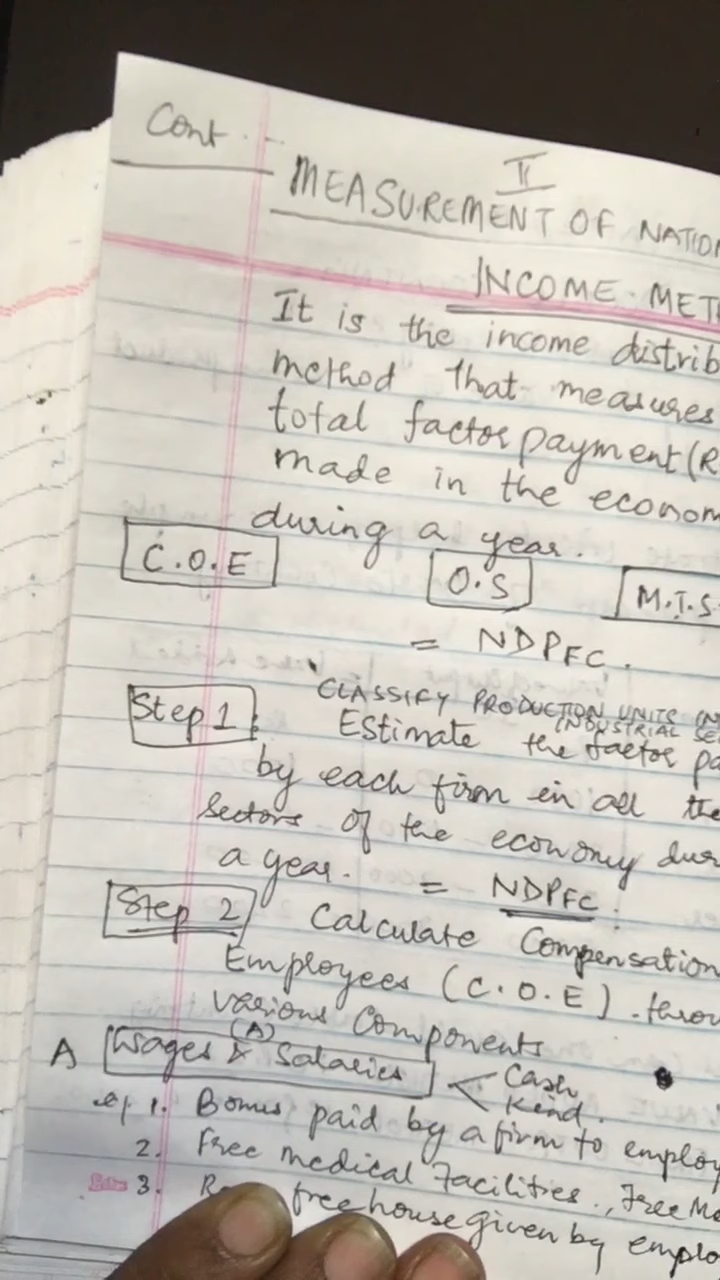 Cont...
II
MEASUREMENT OF NATIO
INCOME. MET
It is the income distrib
method that measures
total factor payment (R
made in the econom
during a year.
C.O.E O.S M.I.S
= NDPFC.
CLASSIFY PRODUCTION UNITS IN
INDUSTRIAL SE
Step 1: Estimate the factor pa
by each firm in all the
Sectors of the economy dur
a year. = NDPFC:
Step 2 Calculate Compensation
Employees (C.O.E). throu
various Components
(A)
A Wages & Salaries < Cash
Kind.
eg 1. Bonus paid by a firm to employ
2. Free medical Facilities., Free Me
3. free house given by emplo